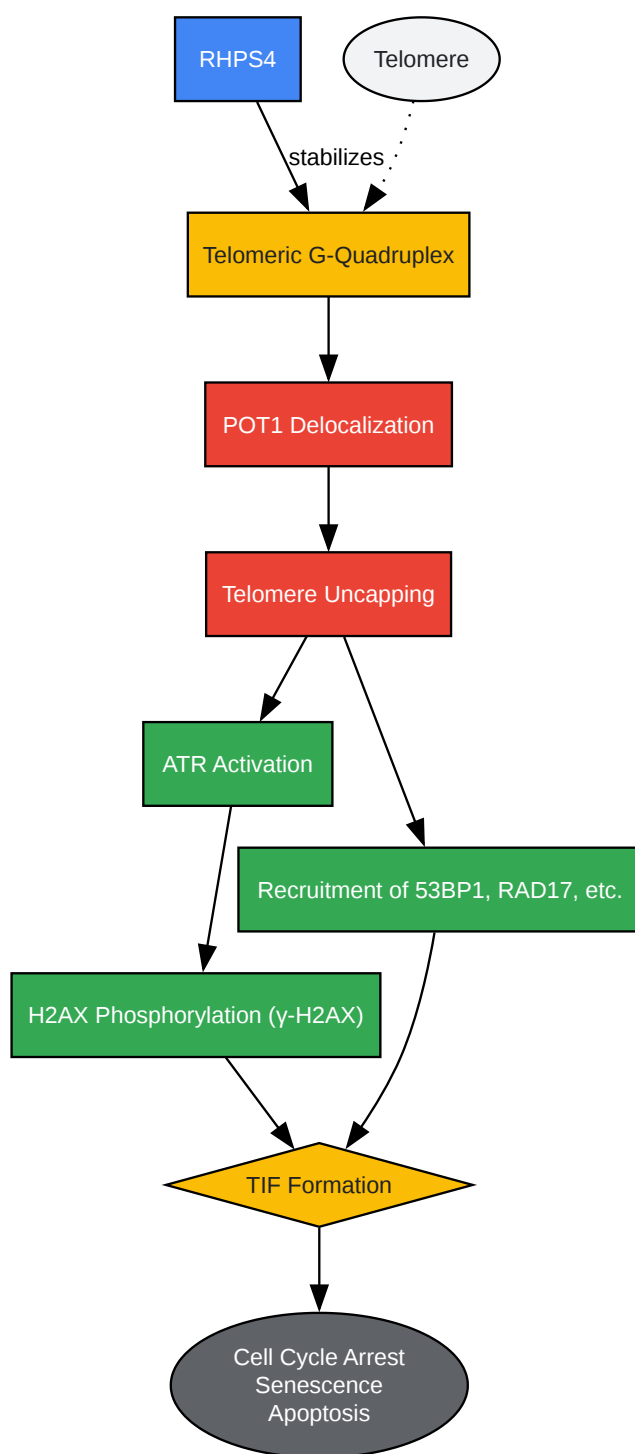 RHPS4
Telomere
stabilizes
Telomeric G-Quadruplex
POT1 Delocalization
Telomere Uncapping
ATR Activation
Recruitment of 53BP1, RAD17, etc.
H2AX Phosphorylation (γ-H2AX)
TIF Formation
Cell Cycle Arrest
Senescence
Apoptosis